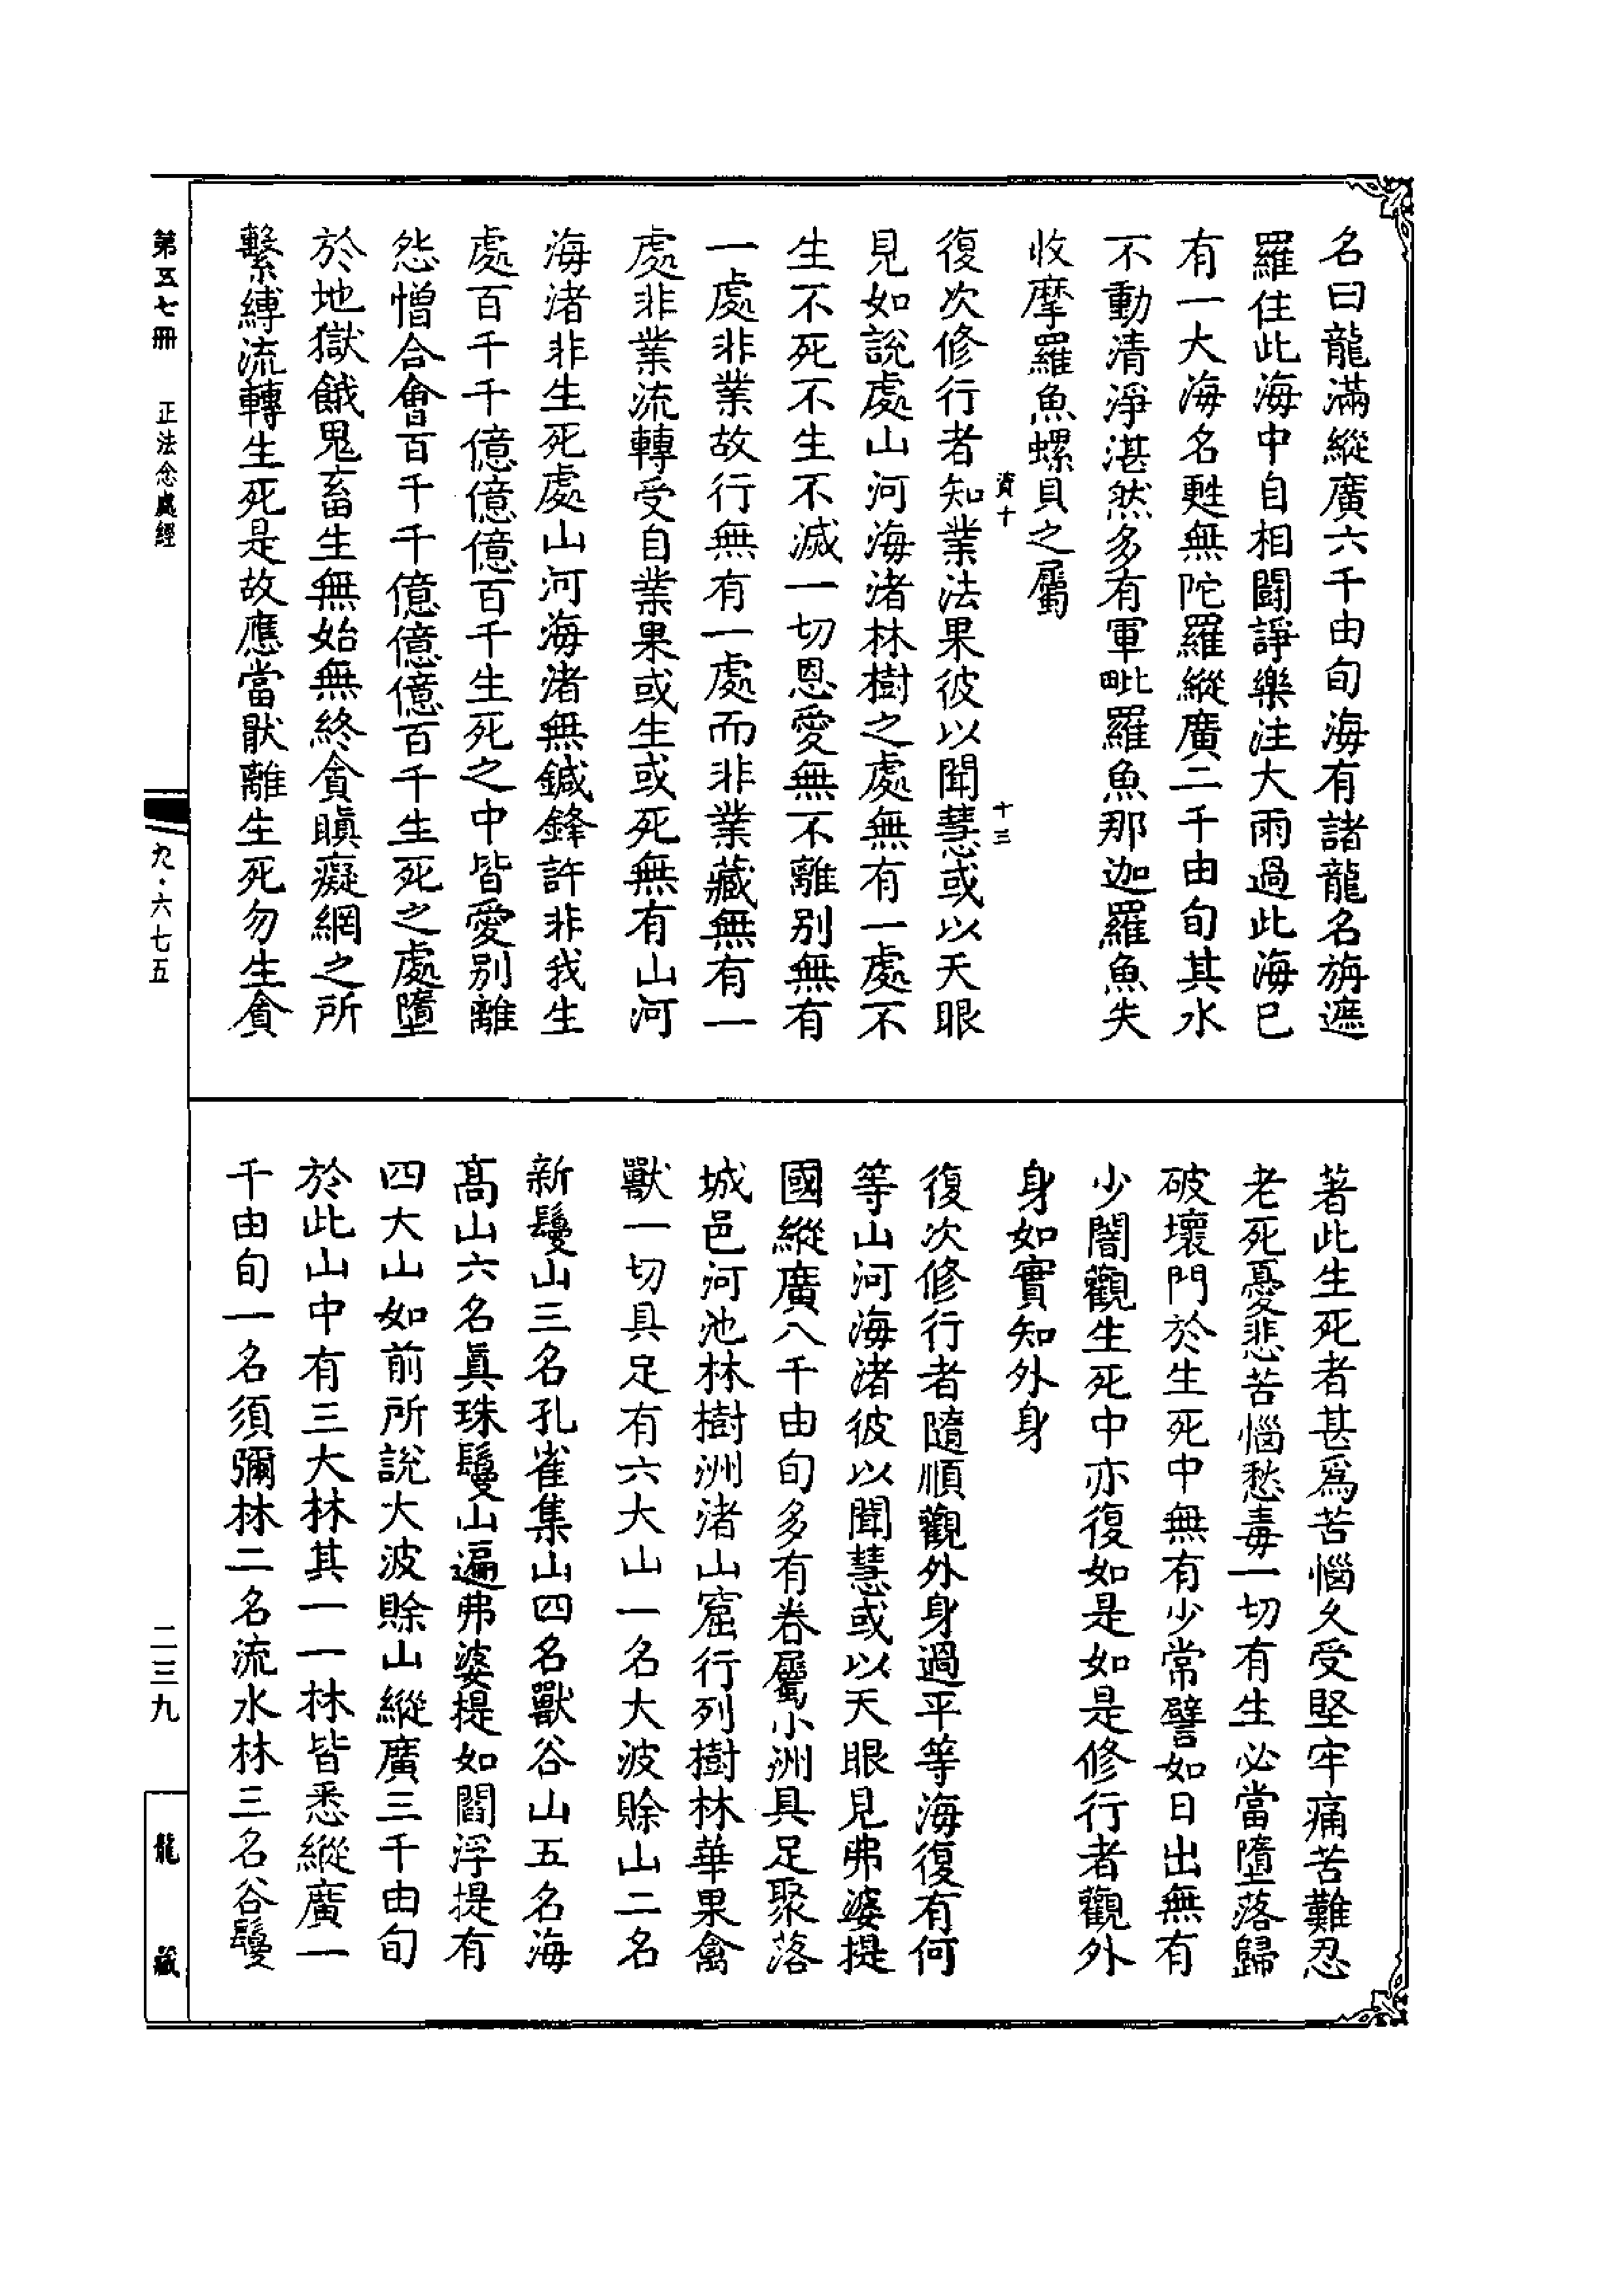 名曰龍滿縱廣六千由旬海有諸龍名旃遮
羅住此海中自相鬪諍樂注大雨過此海已
有一大海名甦無陀羅縱廣二千由旬其水
不動清淨湛然多有軍毗羅魚那迦羅魚失
收摩羅魚螺貝之屬
資十 十三
復次修行者知業法果彼以聞慧或以天眼
見如說處山河海渚林樹之處無有一處不
生不死不生不滅一切恩愛無不離別無有
一處非業故行無有一處而非業藏無有一
處非業流轉受自業果或生或死無有山河
海渚非生死處山河海渚無鍼鋒許非我生
處百千千億億億百千生死之中皆愛別離
怨憎合會百千千億億億百千生死之處墮
於地獄餓鬼畜生無始無終貪瞋癡網之所
繫縛流轉生死是故應當猒離生死勿生貪
著此生死者甚為苦惱久受堅牢痛苦難忍
老死憂悲苦惱愁毒一切有生必當墮落歸
破壞門於生死中無有少常譬如日出無有
少闇觀生死中亦復如是如是修行者觀外
身如實知外身
復次修行者隨順觀外身過平等海復有何
等山河海渚彼以聞慧或以天眼見弗婆提
國縱廣八千由旬多有眷屬小洲具足聚落
城邑河池林樹洲渚山窟行列樹林華果禽
獸一切具足有六大山一名大波賒山二名
新鬘山三名孔雀集山四名獸谷山五名海
高山六名真珠鬘山遍弗婆提如閻浮提有
四大山如前所說大波賒山縱廣三千由旬
於此山中有三大林其一一林皆悉縱廣一
千由旬一名須彌林二名流水林三名谷鬘
第五七冊 正法念處經
九·六七五
二三九
龍藏